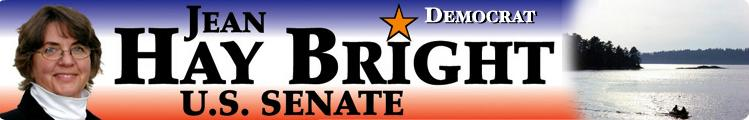 JEAN
DEMOCRAT
HAY BRIGHT
U.S. SENATE